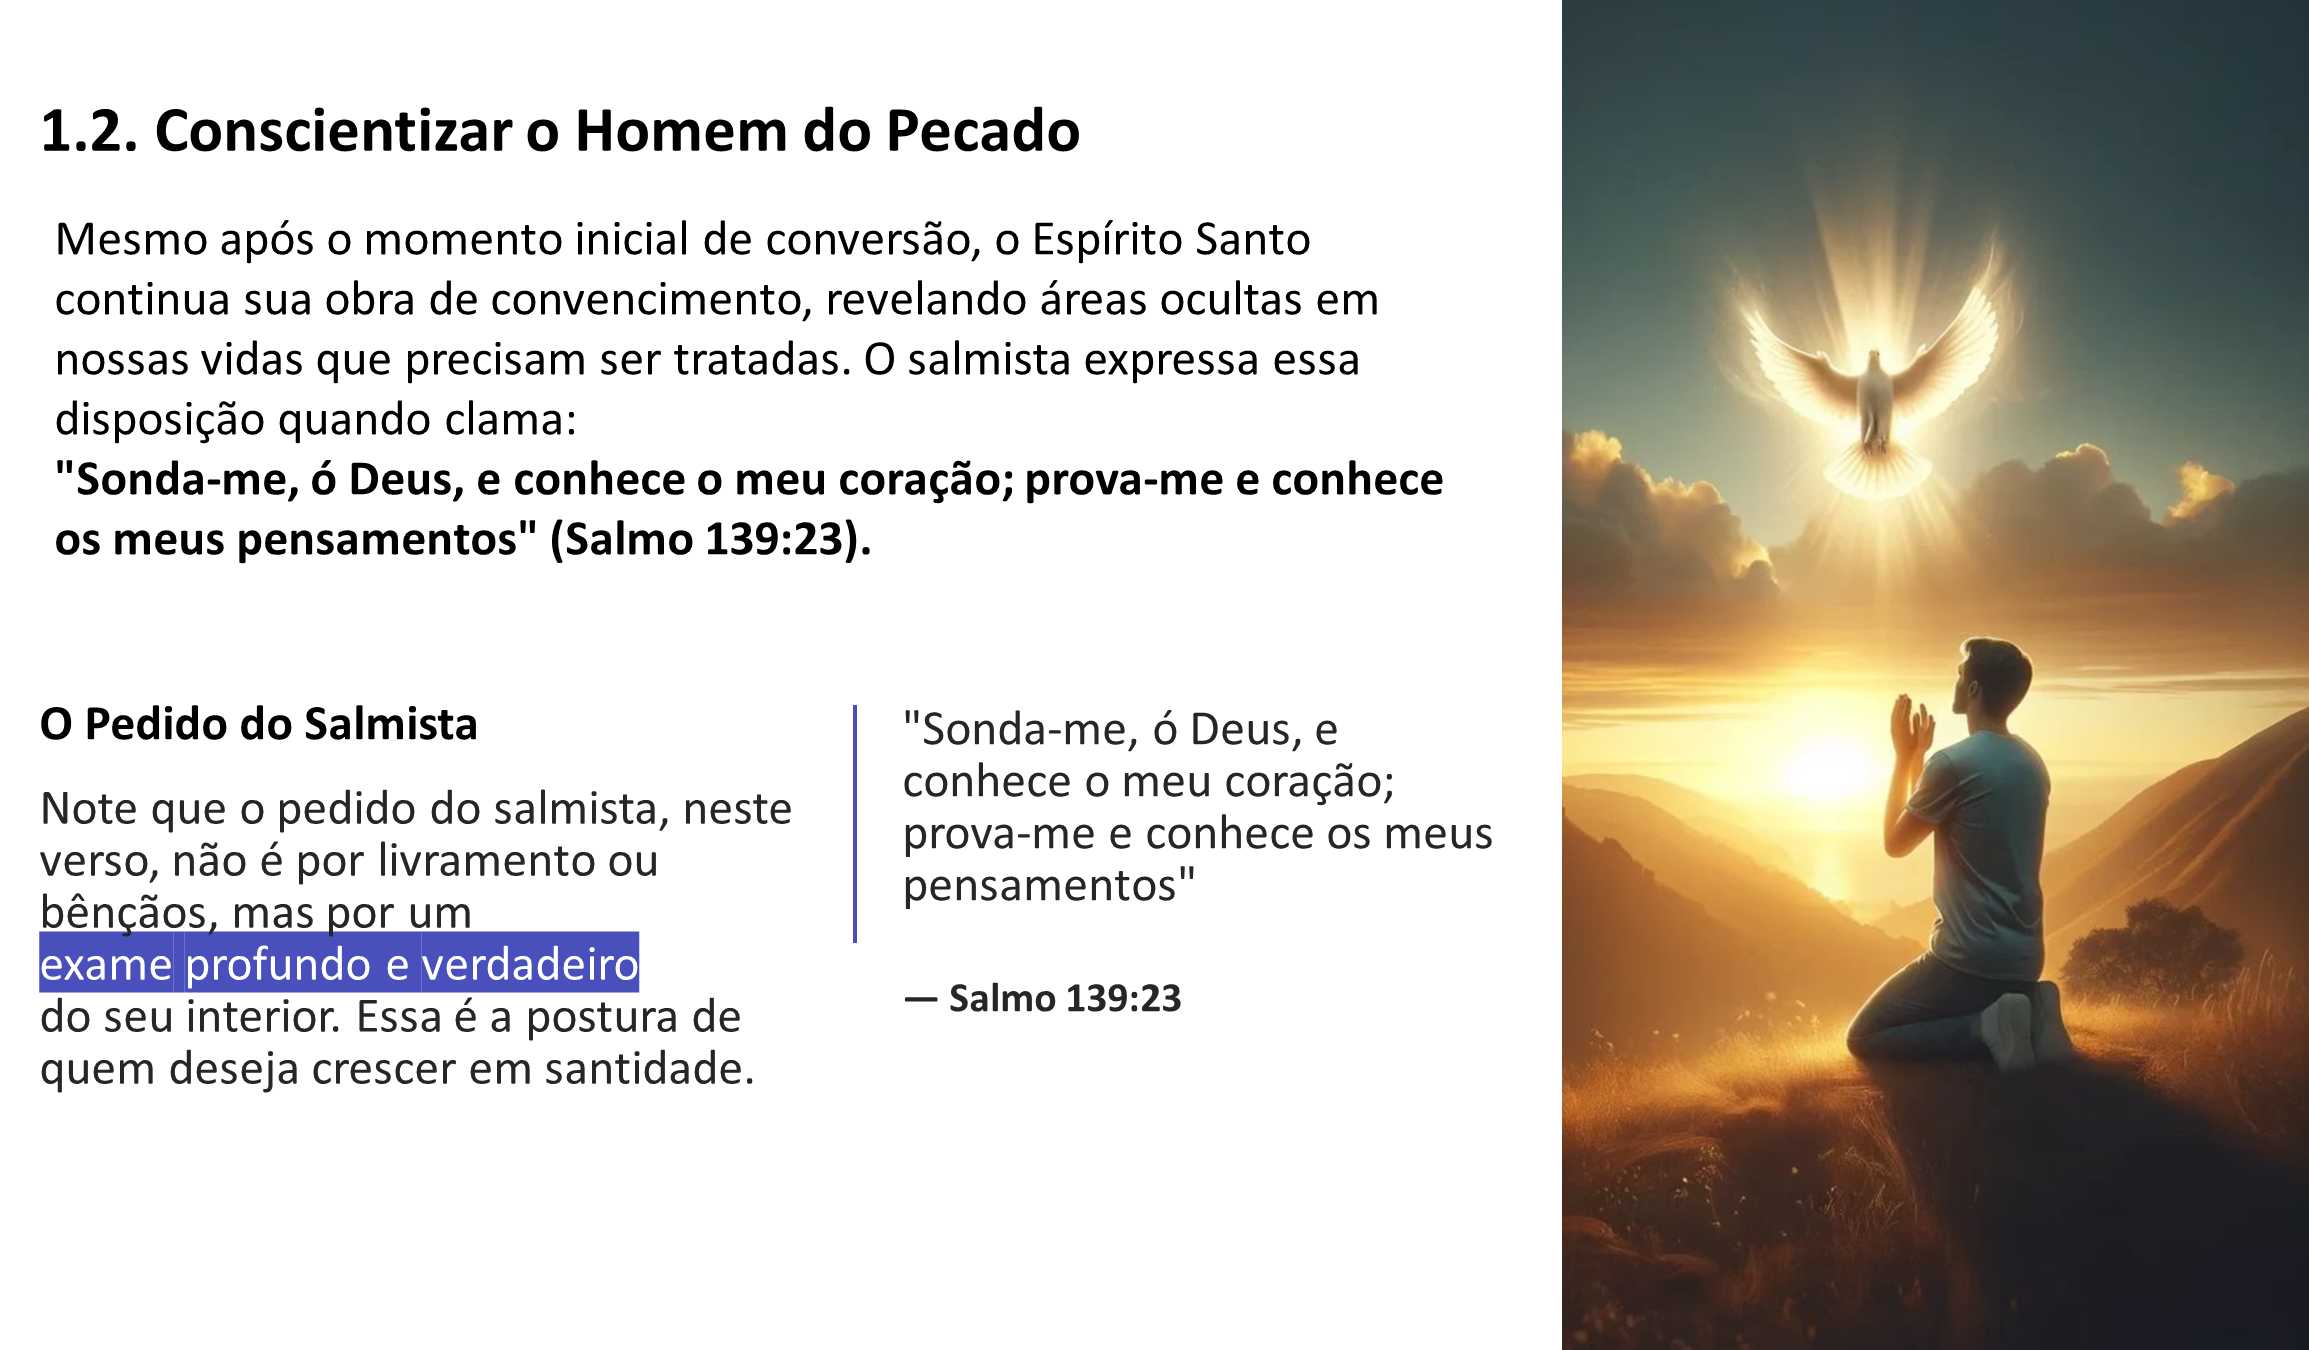 1.2. Conscientizar o Homem do Pecado
Mesmo após o momento inicial de conversão, o Espírito Santo
continua sua obra de convencimento, revelando áreas ocultas em
nossas vidas que precisam ser tratadas. O salmista expressa essa
disposição quando clama:
"Sonda-me, ó Deus, e conhece o meu coração; prova-me e conhece
os meus pensamentos" (Salmo 139:23).
O Pedido do Salmista
Note que o pedido do salmista, neste
verso, não é por livramento ou
bênçãos, mas por um
exame profundo e verdadeiro
do seu interior. Essa é a postura de
quem deseja crescer em santidade.
"Sonda-me, ó Deus, e
conhece o meu coração;
prova-me e conhece os meus
pensamentos"
— Salmo 139:23